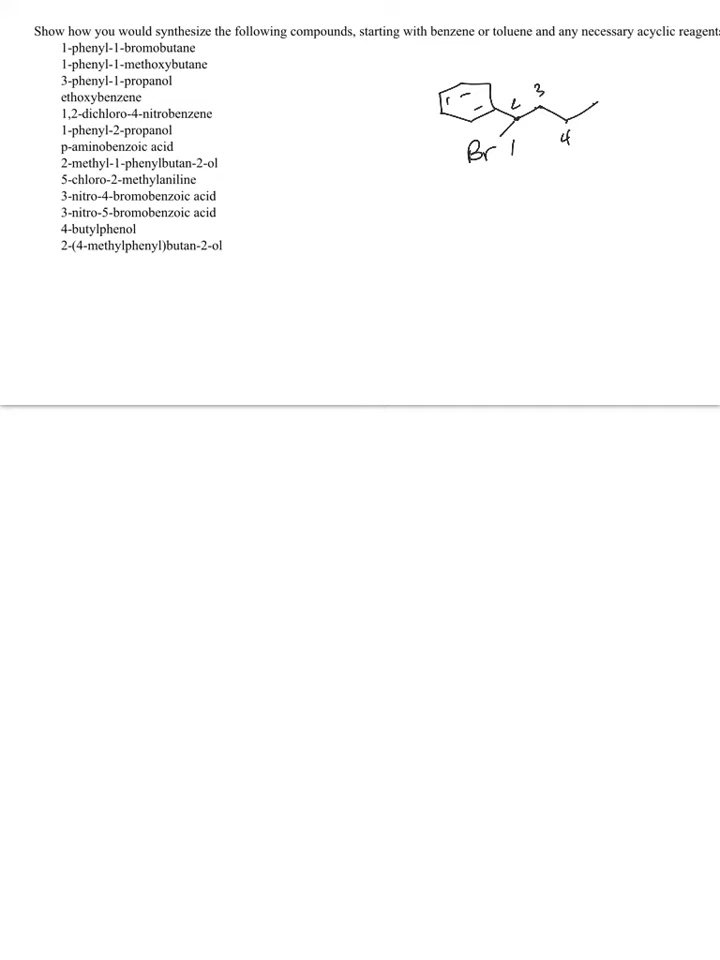 Show how you would synthesize the following compounds, starting with benzene or toluene and any necessary acyclic reagents
1-phenyl-1-bromobutane
1-phenyl-1-methoxybutane
3-phenyl-1-propanol
ethoxybenzene
1,2-dichloro-4-nitrobenzene
1-phenyl-2-propanol
p-aminobenzoic acid
2-methyl-1-phenylbutan-2-ol
5-chloro-2-methylaniline
3-nitro-4-bromobenzoic acid
3-nitro-5-bromobenzoic acid
4-butylphenol
2-(4-methylphenyl)butan-2-ol
3
4
Br 1